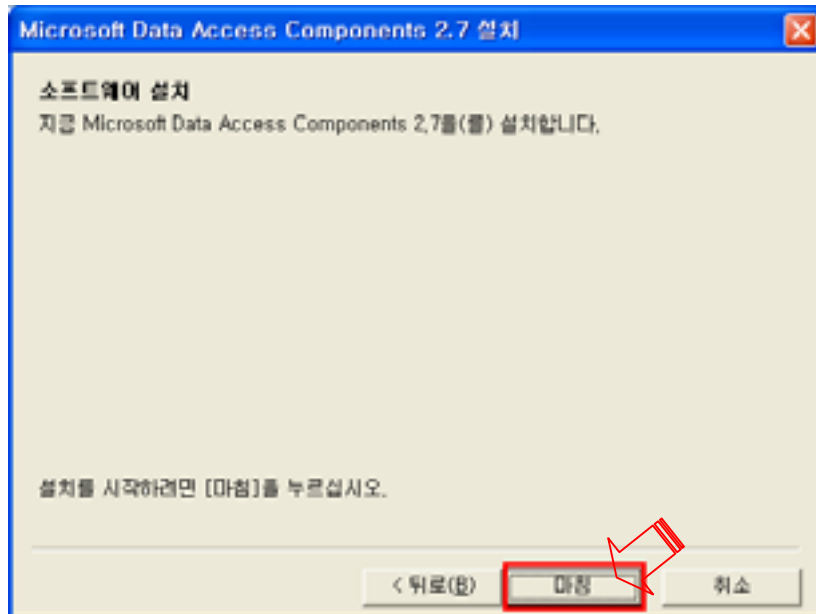 Microsoft Data Access Components 2.7 설치
소프트웨어 설치
지금 Microsoft Data Access Components 2.7을(를) 설치합니다.
설치를 시작하려면 [마침]을 누르십시오.
< 뒤로(B) 마침 취소